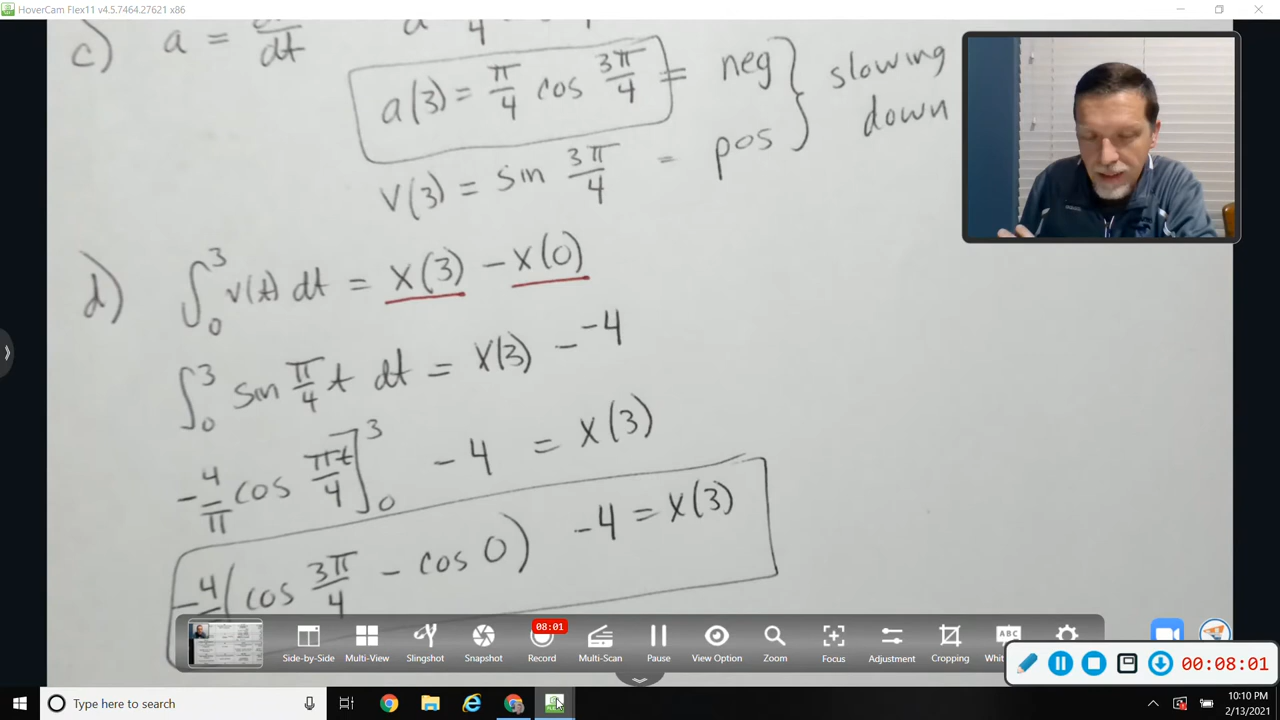 HoverCam Flex11 v4.5.7464.27621 x86
c) a = /dt
4
a(3) = π/4 cos 3π/4 = neg } slowing down
v(3) = sin 3π/4 = pos
d) ∫₀³ v(t) dt = x(3) - x(0)
∫₀³ sin π/4 t dt = x(3) - -4
-4/π cos πt/4 ]₀³ - 4 = x(3)
-4/ (cos 3π/4 - cos 0) -4 = x(3)
08:01
ABC
Side-by-Side Multi-View Slingshot Snapshot Record Multi-Scan Pause View Option Zoom Focus Adjustment Cropping Whit
00:08:01
Type here to search
10:10 PM
2/13/2021